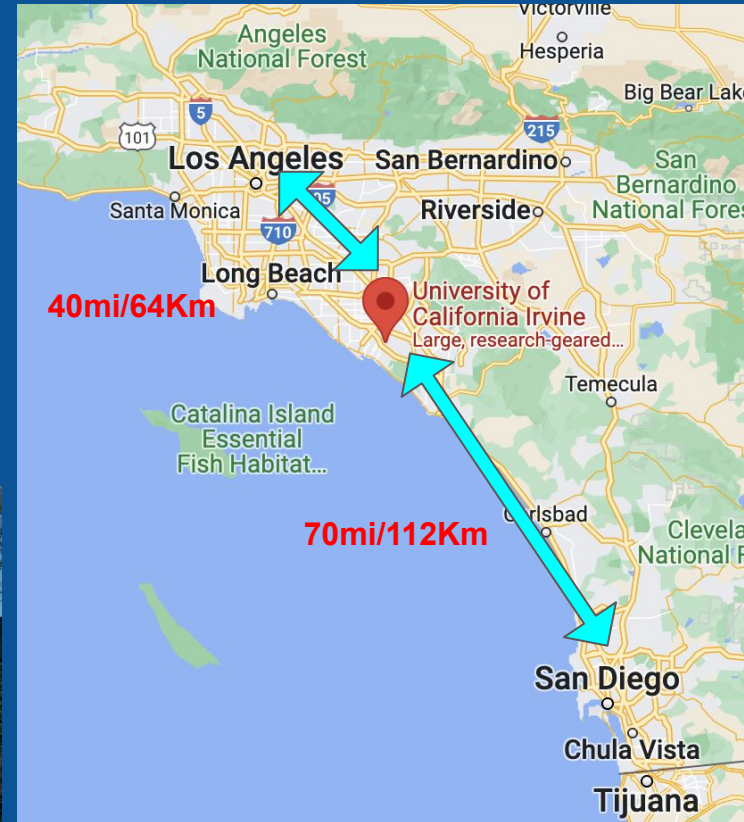 Victorville
Angeles
National Forest
Hesperia
5
Big Bear Lake
101
215
Los Angeles
San Bernardino
San
Bernardino
National Fores
Santa Monica
05
Riverside
710
Long Beach
40mi/64Km
University of
California Irvine
Large, research-geared...
Temecula
Catalina Island
Essential
Fish Habitat...
70mi/112Km
rlsbad
Clevela
National F
San Diego
Chula Vista
Tijuana